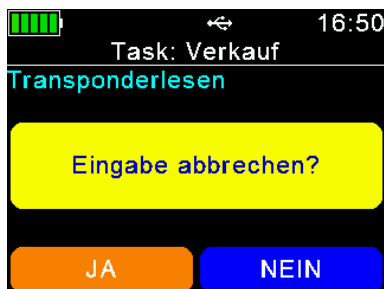 16:50
Task: Verkauf
Transponderlesen
Eingabe abbrechen?
JA NEIN